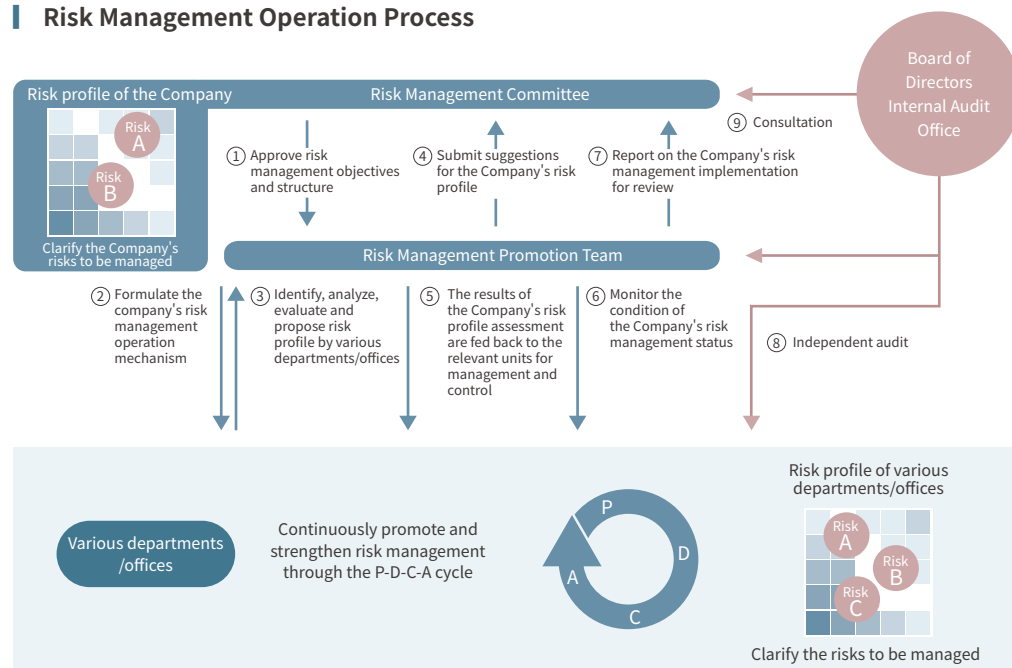 Risk Management Operation Process
Board of
Directors
Internal Audit
Office
Risk profile of the Company
Risk Management Committee
Risk
A
Risk
B
Clarify the Company's
risks to be managed
① Approve risk
management objectives
and structure
④ Submit suggestions
for the Company's risk
profile
⑦ Report on the Company's risk
management implementation
for review
⑨ Consultation
Risk Management Promotion Team
② Formulate the
company's risk
management
operation
mechanism
③ Identify, analyze,
evaluate and
propose risk
profile by various
departments/offices
⑤ The results of
the Company's risk
profile assessment
are fed back to the
relevant units for
management and
control
⑥ Monitor the
condition of
the Company's risk
management status
⑧ Independent audit
Various departments
/offices
Continuously promote and
strengthen risk management
through the P-D-C-A cycle
P
D
C
A
Risk profile of various
departments/offices
Risk
A
Risk
B
Risk
C
Clarify the risks to be managed